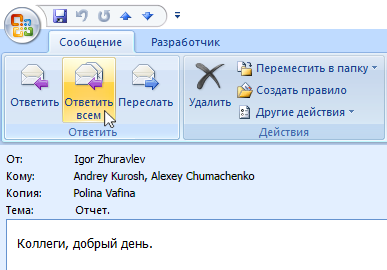 Сообщение Разработчик
Ответить Ответить всем Переслать Удалить
Переместить в папку
Создать правило
Другие действия
Ответить Действия
От: Igor Zhuravlev
Кому: Andrey Kurosh, Alexey Chumachenko
Копия: Polina Vafina
Тема: Отчет.
Коллеги, добрый день.